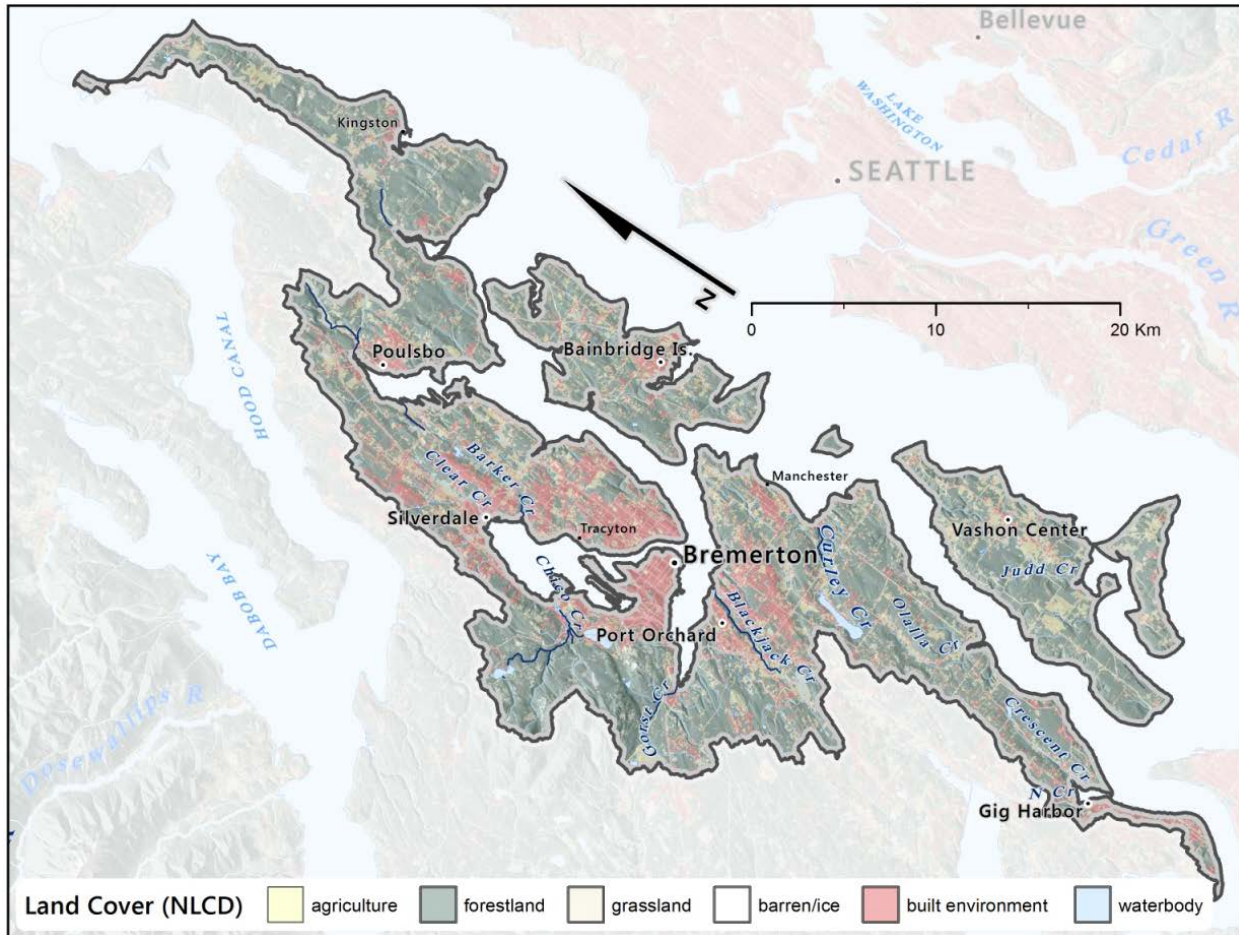 Bellevue
LAKE
WASHINGTON
Cedar R
SEATTLE
Green R
Kingston
N
0 10 20 Km
HOOD CANAL
Poulsbo
Bainbridge Is.
Barker Cr
Clear Cr
Silverdale
Tracyton
Manchester
Vashon Center
Judd Cr
Bremerton
Curley Cr
DABOB BAY
Chico Cr
Port Orchard
Blackjack Cr
Olalla Cr
Gorst Cr
Crescent Cr
Dosewallips R
N Cr
Gig Harbor
Land Cover (NLCD) agriculture forestland grassland barren/ice built environment waterbody